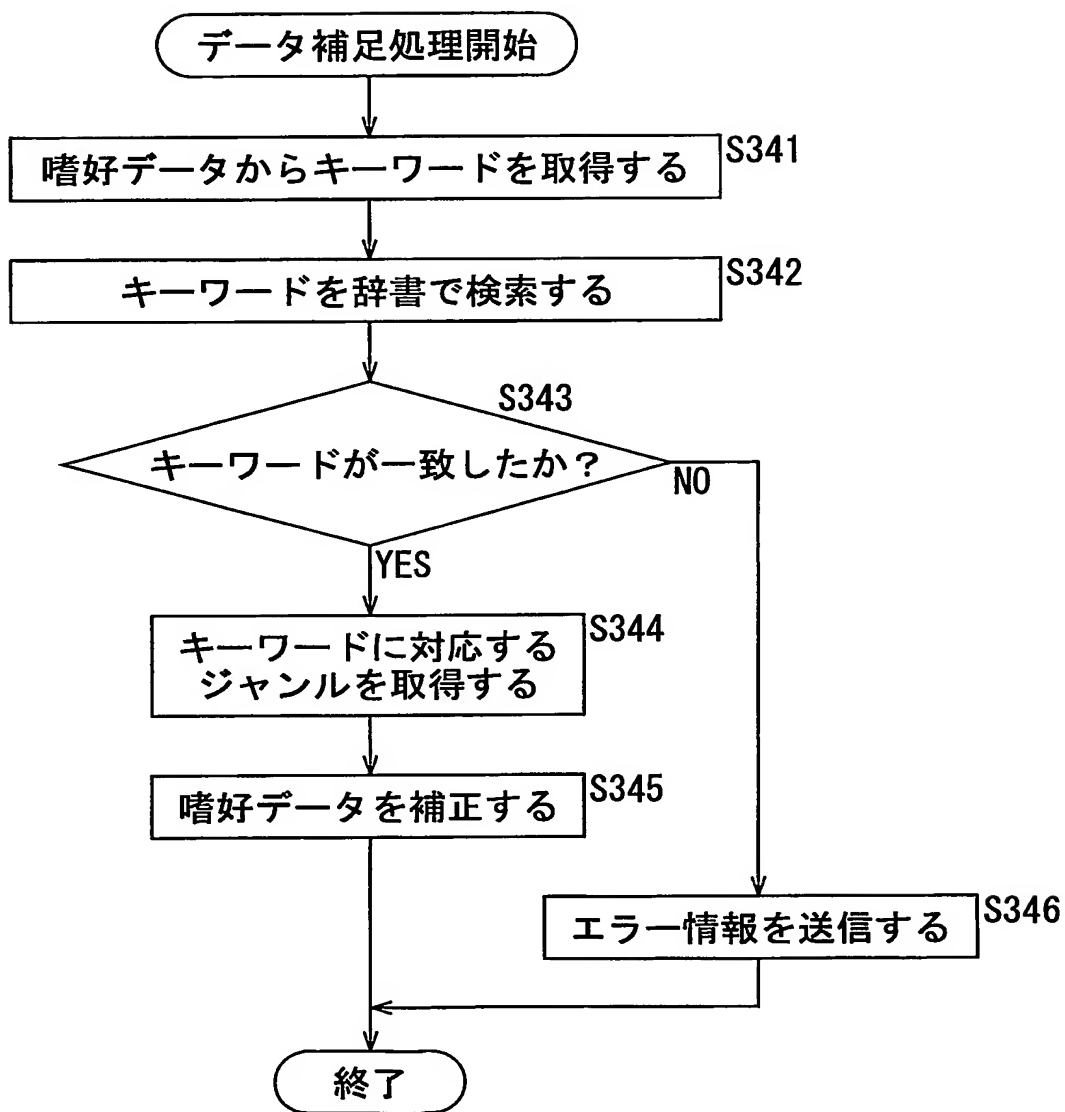 データ補足処理開始
嗜好データからキーワードを取得する
S341
キーワードを辞書で検索する
S342
S343
キーワードが一致したか？
NO
YES
キーワードに対応する
ジャンルを取得する
S344
嗜好データを補正する
S345
エラー情報を送信する
S346
終了